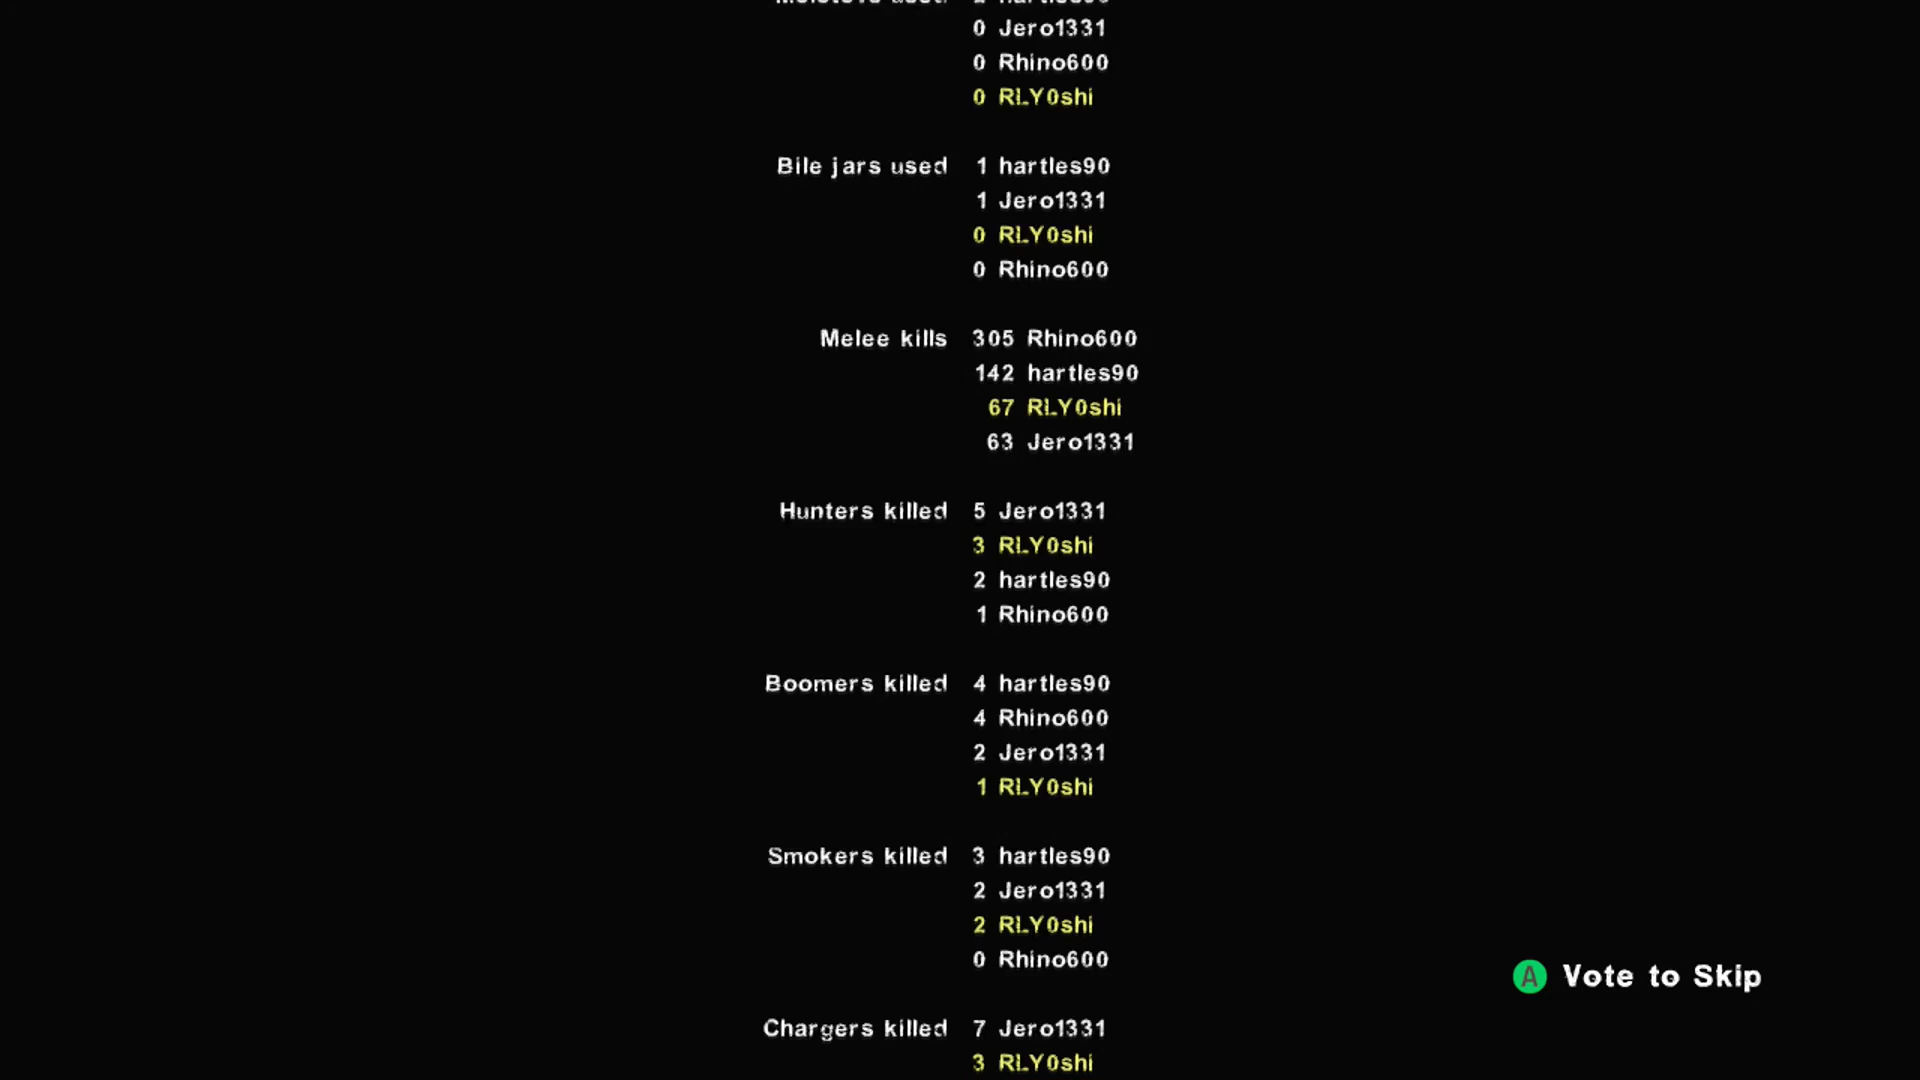 0 Jero1331
0 Rhino600
0 RLY0shi
Bile jars used 1 hartles90
1 Jero1331
0 RLY0shi
0 Rhino600
Melee kills 305 Rhino600
142 hartles90
67 RLY0shi
63 Jero1331
Hunters killed 5 Jero1331
3 RLY0shi
2 hartles90
1 Rhino600
Boomers killed 4 hartles90
4 Rhino600
2 Jero1331
1 RLY0shi
Smokers killed 3 hartles90
2 Jero1331
2 RLY0shi
0 Rhino600
A Vote to Skip
Chargers killed 7 Jero1331
3 RLY0shi